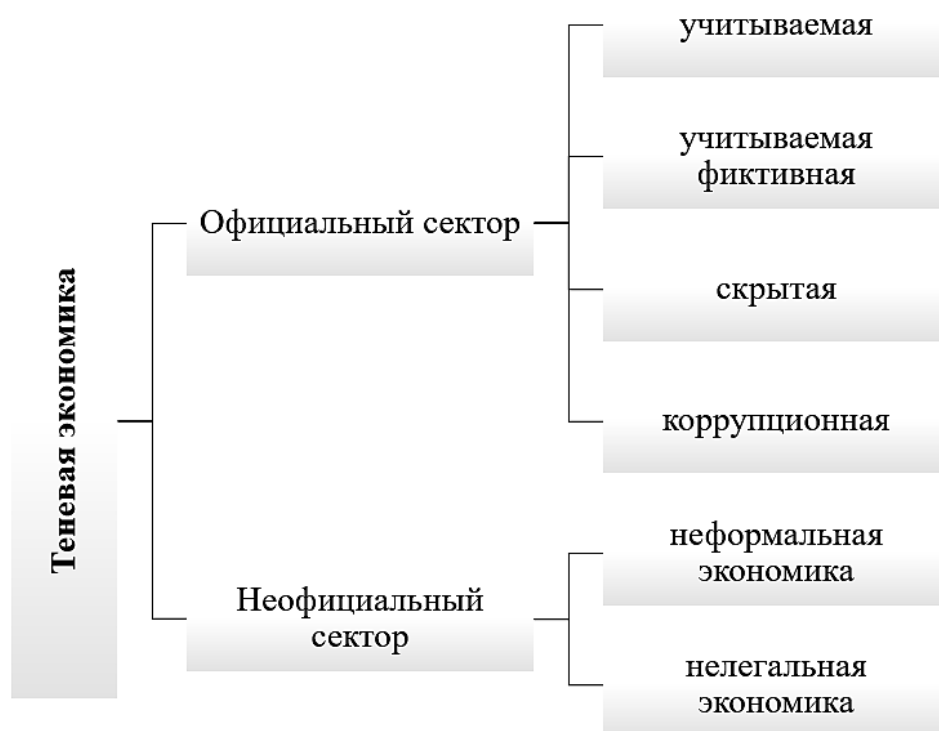 Теневая экономика
Официальный сектор
учитываемая
учитываемая
фиктивная
скрытая
коррупционная
Неофициальный
сектор
неформальная
экономика
нелегальная
экономика